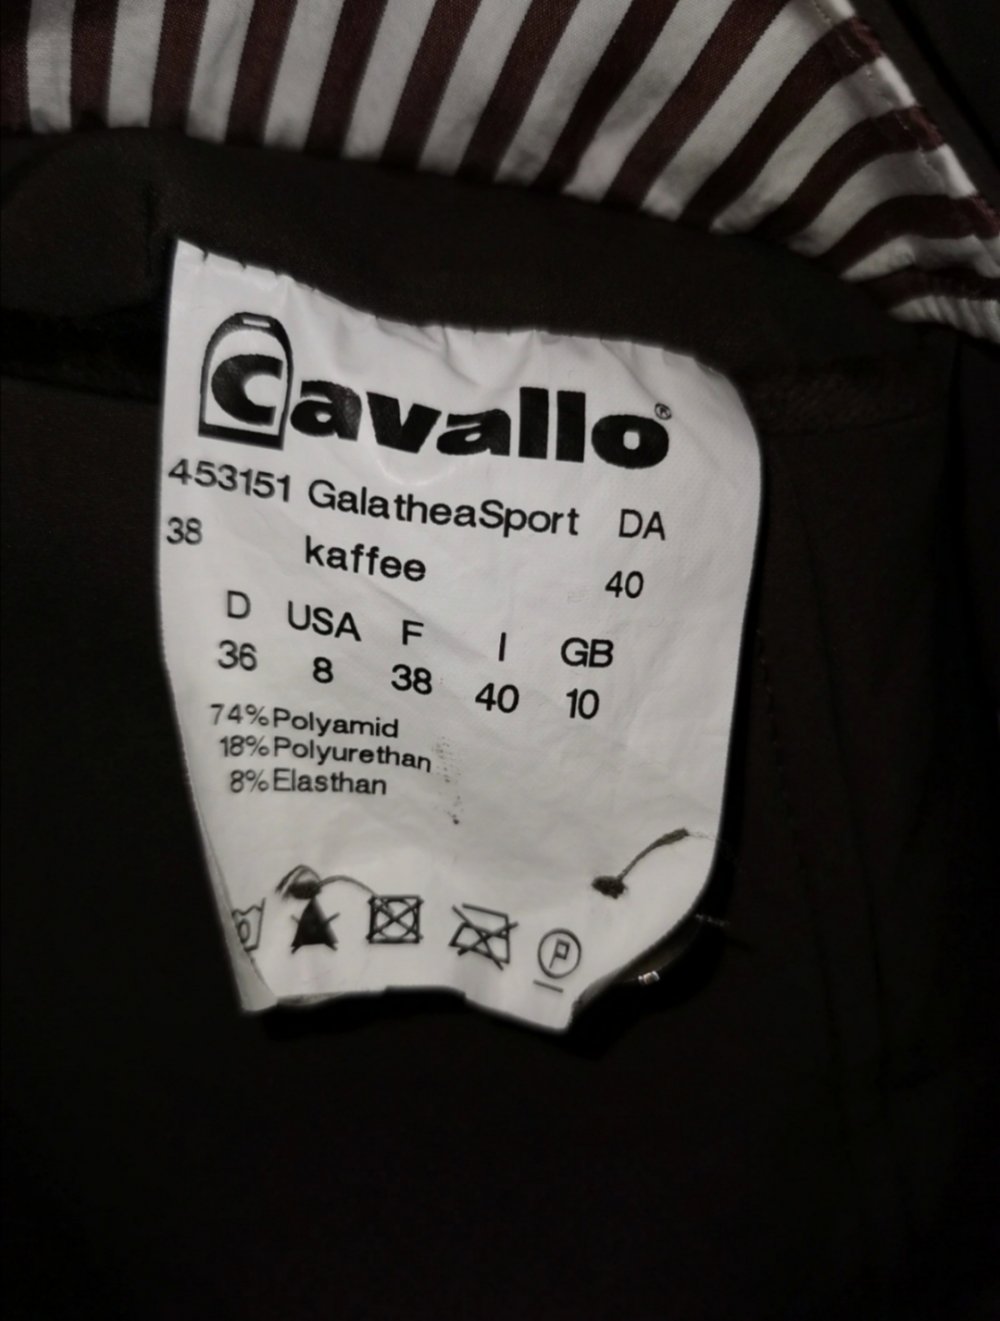 Cavallo®
453151 GalatheaSport DA
38 kaffee 40
D USA F I GB
36 8 38 40 10
74%Polyamid
18%Polyurethan
8%Elasthan
P